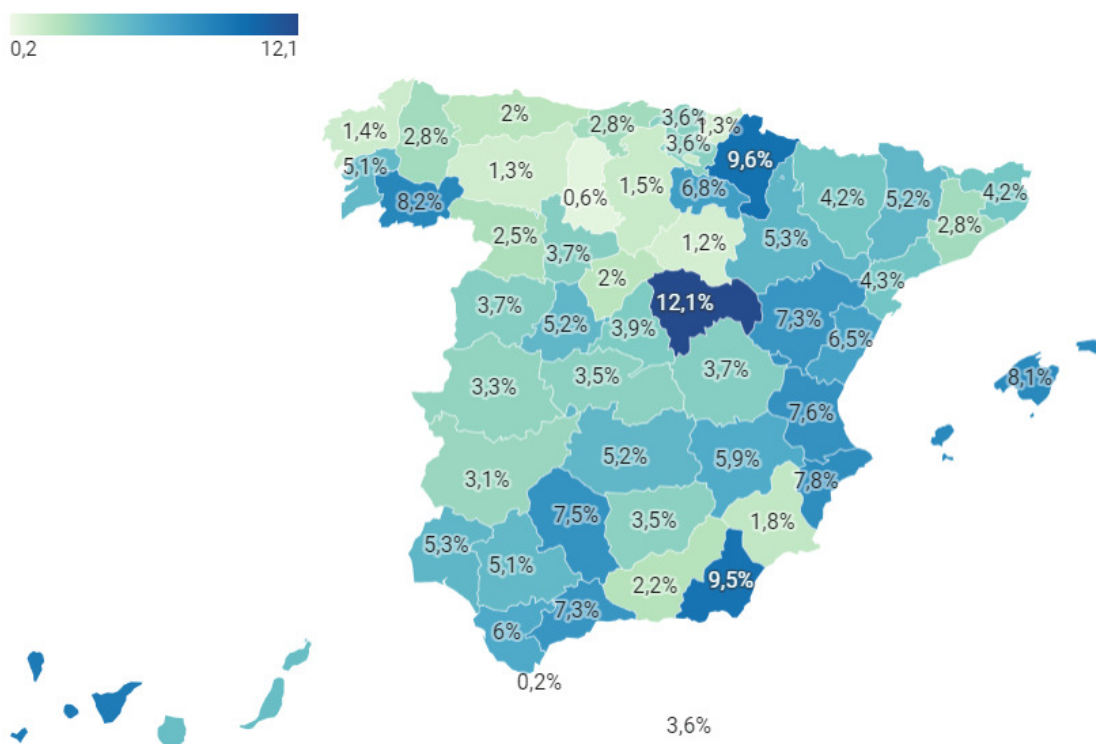 0,2 12,1
2% 2,8% 3,6% 1,3%
1,4% 2,8% 3,6%
5,1% 1,3% 0,6% 1,5% 6,8% 9,6% 4,2% 5,2% 4,2%
8,2% 2,8%
2,5% 3,7% 1,2% 5,3%
2% 4,3%
3,7% 5,2% 3,9% 12,1% 7,3% 6,5%
3,3% 3,5% 3,7% 8,1%
7,6%
3,1% 5,2% 5,9% 7,8%
7,5% 3,5% 1,8%
5,3% 5,1% 2,2% 9,5%
6% 7,3%
0,2%
3,6%